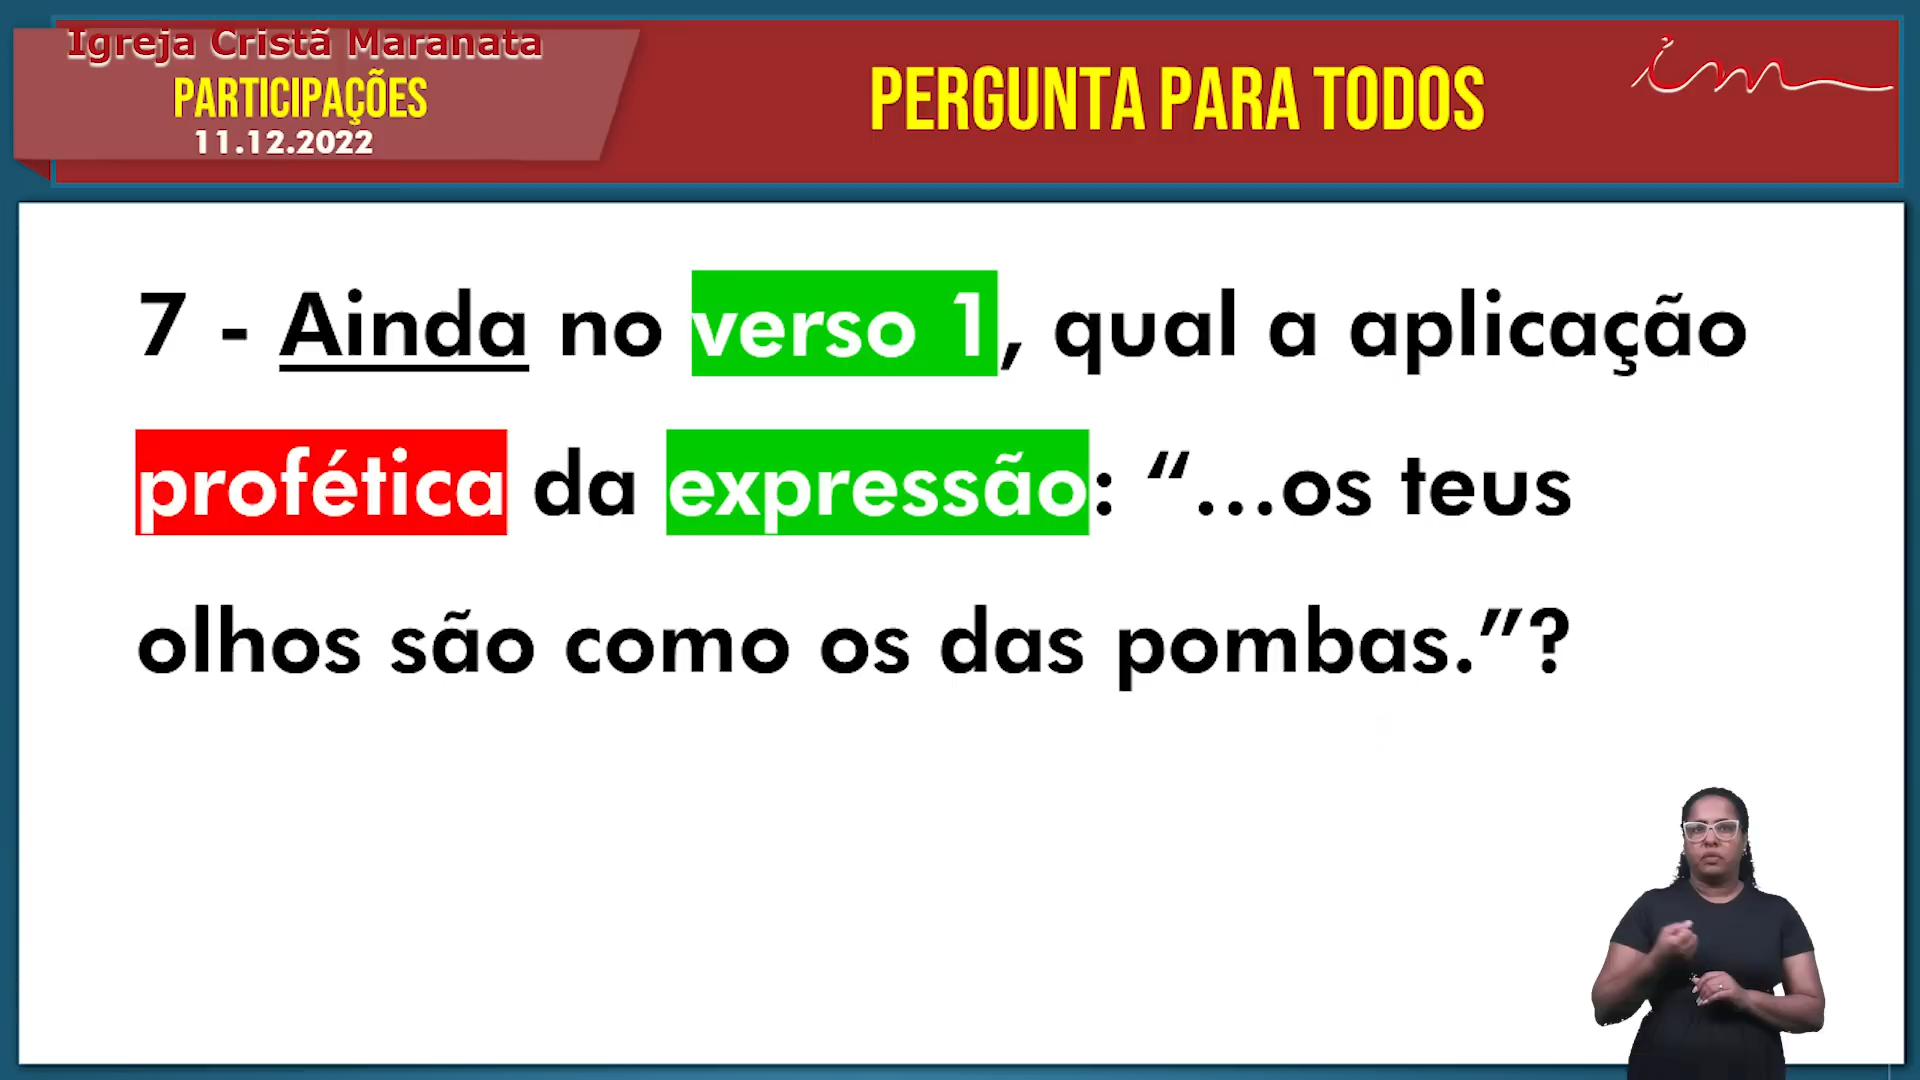 Igreja Cristã Maranata
PARTICIPAÇÕES
11.12.2022
PERGUNTA PARA TODOS
im
7 - Ainda no verso 1, qual a aplicação
profética da expressão: “...os teus
olhos são como os das pombas.”?